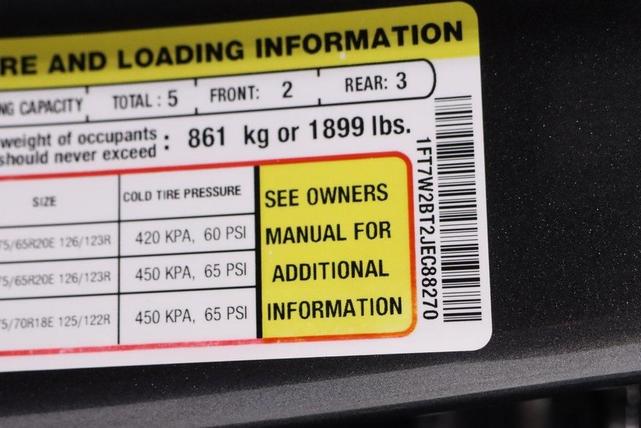 RE AND LOADING INFORMATION
NG CAPACITY TOTAL : 5 FRONT: 2 REAR: 3
weight of occupants
should never exceed : 861 kg or 1899 lbs.
SIZE COLD TIRE PRESSURE
75/65R20E 126/123R 420 KPA, 60 PSI
75/65R20E 126/123R 450 KPA, 65 PSI
75/70R18E 125/122R 450 KPA, 65 PSI
SEE OWNERS
MANUAL FOR
ADDITIONAL
INFORMATION
1FT7W2BT2JEC88270